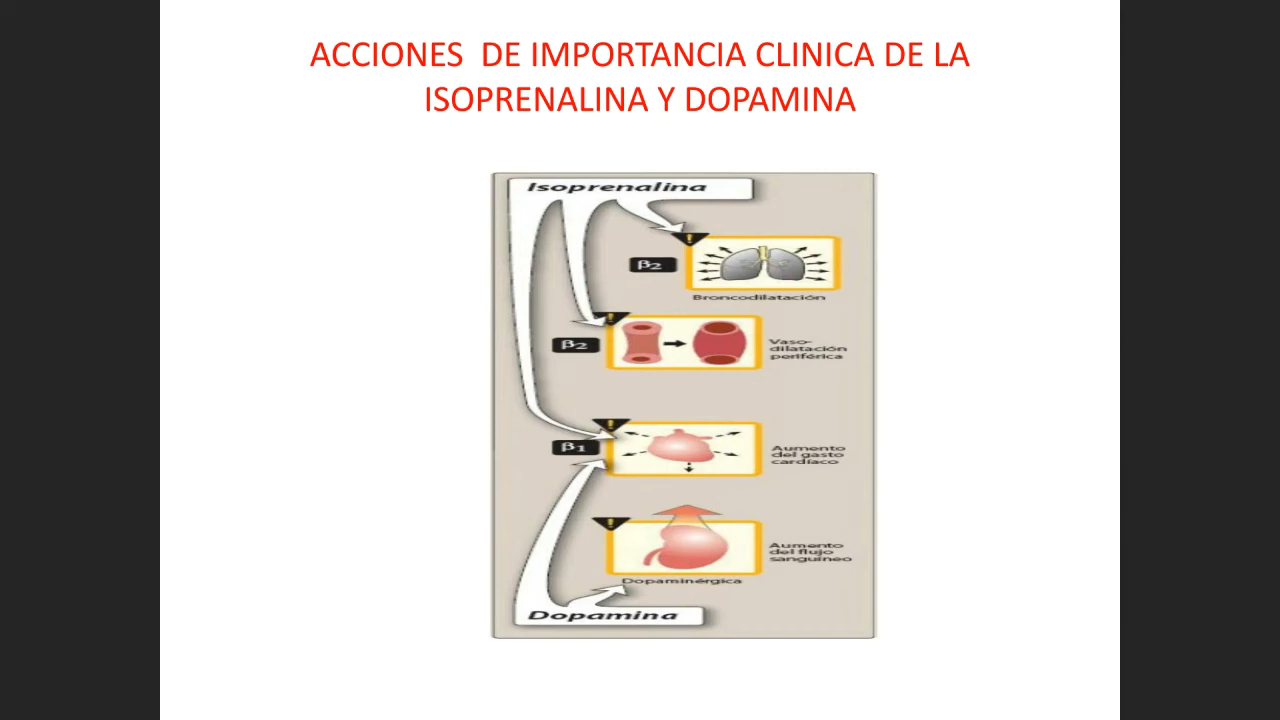 ACCIONES  DE IMPORTANCIA CLINICA DE LA
ISOPRENALINA Y DOPAMINA
Isoprenalina
!
β2
Broncodilatación
!
β2
Vaso-
dilatación
periférica
!
β1
Aumento
del gasto
cardíaco
!
Aumento
del flujo
sanguíneo
Dopaminérgica
Dopamina